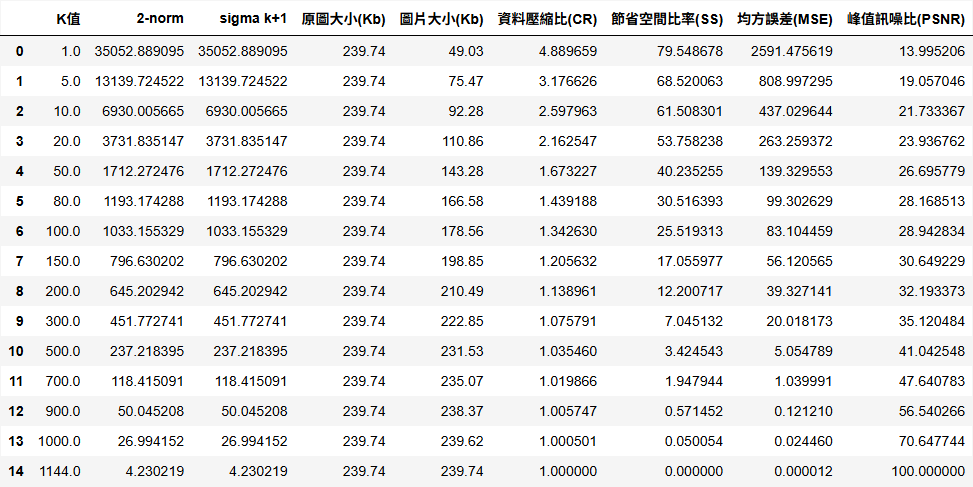 K值 2-norm sigma k+1 原圖大小(Kb) 圖片大小(Kb) 資料壓縮比(CR) 節省空間比率(SS) 均方誤差(MSE) 峰值訊噪比(PSNR)
0 1.0 35052.889095 35052.889095 239.74 49.03 4.889659 79.548678 2591.475619 13.995206
1 5.0 13139.724522 13139.724522 239.74 75.47 3.176626 68.520063 808.997295 19.057046
2 10.0 6930.005665 6930.005665 239.74 92.28 2.597963 61.508301 437.029644 21.733367
3 20.0 3731.835147 3731.835147 239.74 110.86 2.162547 53.758238 263.259372 23.936762
4 50.0 1712.272476 1712.272476 239.74 143.28 1.673227 40.235255 139.329553 26.695779
5 80.0 1193.174288 1193.174288 239.74 166.58 1.439188 30.516393 99.302629 28.168513
6 100.0 1033.155329 1033.155329 239.74 178.56 1.342630 25.519313 83.104459 28.942834
7 150.0 796.630202 796.630202 239.74 198.85 1.205632 17.055977 56.120565 30.649229
8 200.0 645.202942 645.202942 239.74 210.49 1.138961 12.200717 39.327141 32.193373
9 300.0 451.772741 451.772741 239.74 222.85 1.075791 7.045132 20.018173 35.120484
10 500.0 237.218395 237.218395 239.74 231.53 1.035460 3.424543 5.054789 41.042548
11 700.0 118.415091 118.415091 239.74 235.07 1.019866 1.947944 1.039991 47.640783
12 900.0 50.045208 50.045208 239.74 238.37 1.005747 0.571452 0.121210 56.540266
13 1000.0 26.994152 26.994152 239.74 239.62 1.000501 0.050054 0.024460 70.647744
14 1144.0 4.230219 4.230219 239.74 239.74 1.000000 0.000000 0.000012 100.000000